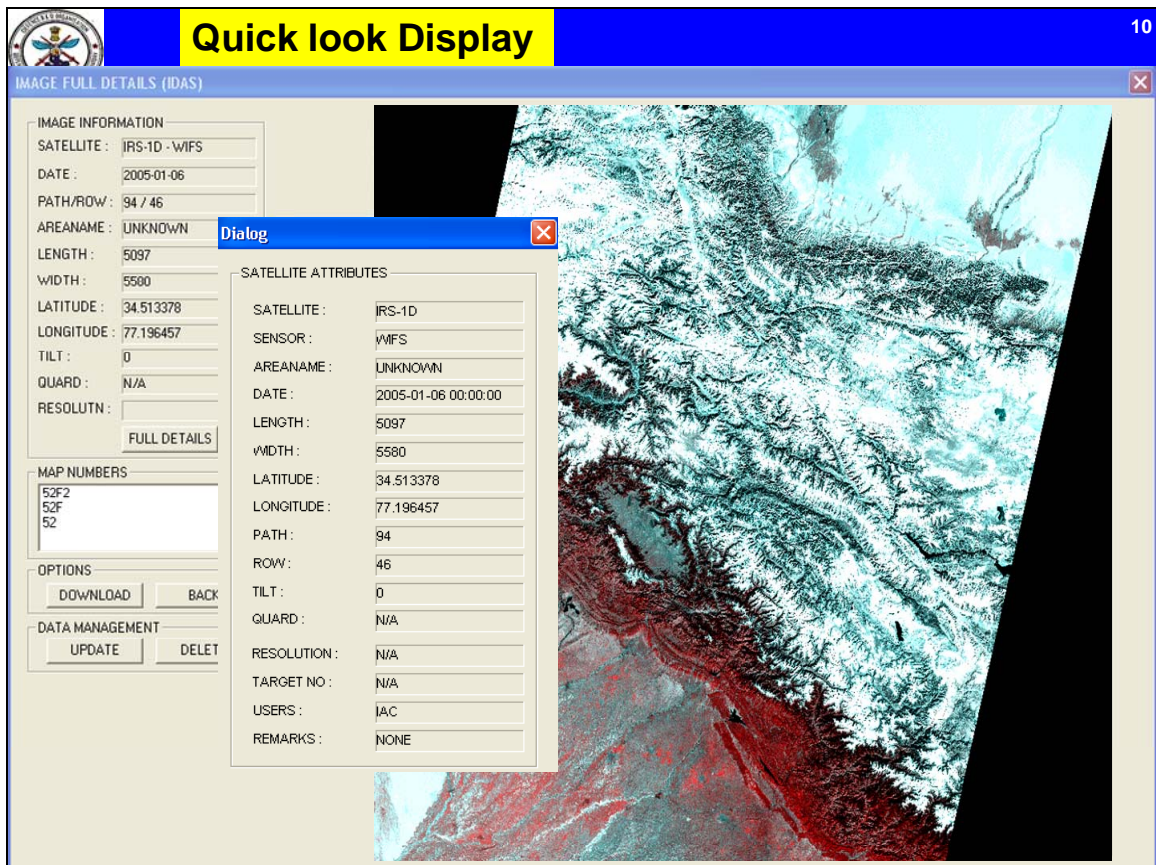 Quick look Display
10
IMAGE FULL DETAILS (IDAS)
IMAGE INFORMATION
SATELLITE : IRS-1D - WIFS
DATE : 2005-01-06
PATH/ROW : 94 / 46
AREANAME : UNKNOWN
LENGTH : 5097
WIDTH : 5580
LATITUDE : 34.513378
LONGITUDE : 77.196457
TILT : 0
QUARD : N/A
RESOLUTN :
FULL DETAILS
MAP NUMBERS
52F2
52F
52
OPTIONS
DOWNLOAD BACK
DATA MANAGEMENT
UPDATE DELET
Dialog
SATELLITE ATTRIBUTES
SATELLITE : IRS-1D
SENSOR : WIFS
AREANAME : UNKNOWN
DATE : 2005-01-06 00:00:00
LENGTH : 5097
WIDTH : 5580
LATITUDE : 34.513378
LONGITUDE : 77.196457
PATH : 94
ROW : 46
TILT : 0
QUARD : N/A
RESOLUTION : N/A
TARGET NO : N/A
USERS : IAC
REMARKS : NONE